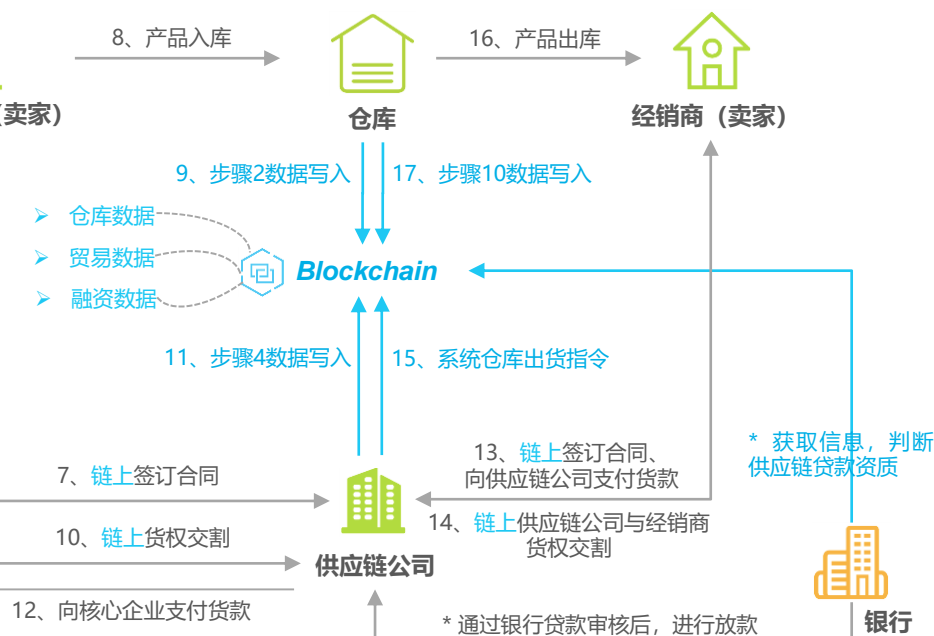 8、产品入库
16、产品出库
(卖家)
仓库
经销商（卖家）
9、步骤2数据写入
17、步骤10数据写入
➢ 仓库数据
➢ 贸易数据
➢ 融资数据
Blockchain
11、步骤4数据写入
15、系统仓库出货指令
* 获取信息，判断
供应链贷款资质
7、链上签订合同
13、链上签订合同、
向供应链公司支付货款
10、链上货权交割
14、链上供应链公司与经销商
货权交割
供应链公司
12、向核心企业支付货款
* 通过银行贷款审核后，进行放款
银行